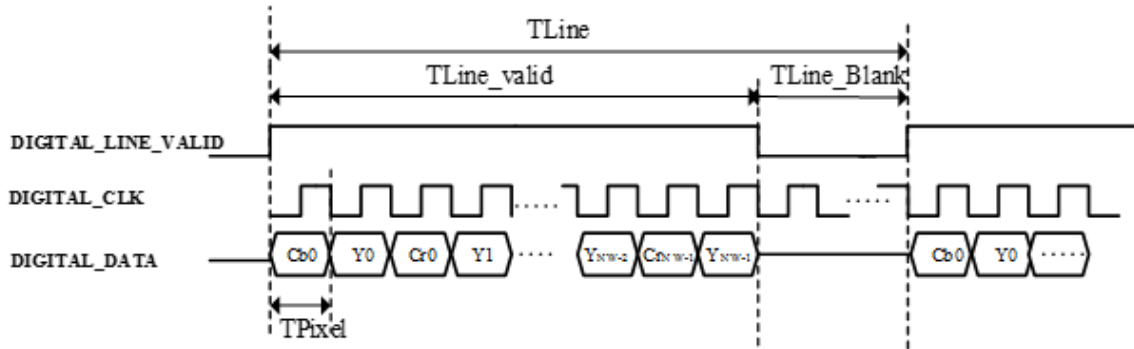 TLine
TLine_valid TLine_Blank
DIGITAL_LINE_VALID
DIGITAL_CLK ..... .....
DIGITAL_DATA Cb0 Y0 Cr0 Y1 .... YNW-2 CrNW-1 YNW-1 Cb0 Y0 .....
TPixel